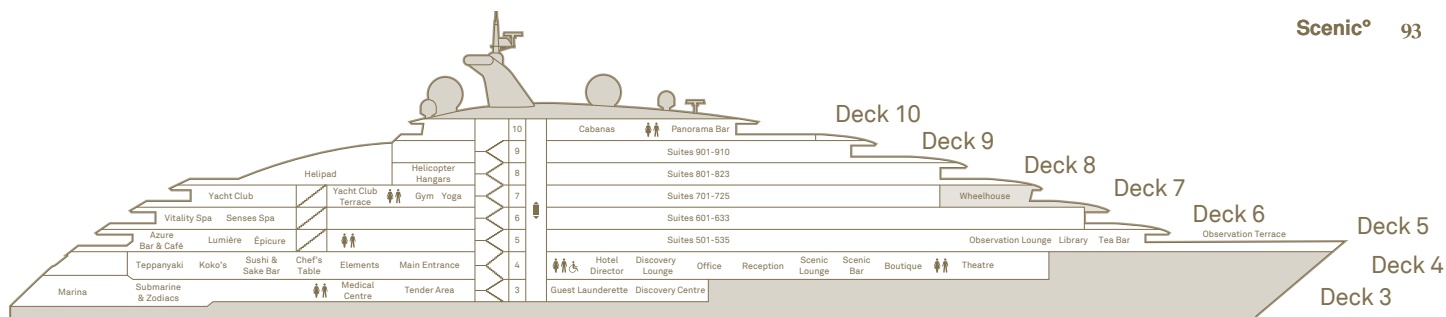 Scenic° 93
Deck 10
10 Cabanas Panorama Bar
Deck 9
9 Suites 901-910
Deck 8
Helipad
Helicopter
Hangars
8 Suites 801-823
Deck 7
Yacht Club
Yacht Club
Terrace
Gym Yoga
7 Suites 701-725
Wheelhouse
Deck 6
Vitality Spa Senses Spa
6 Suites 601-633
Observation Terrace
Deck 5
Azure
Bar & Café
Lumière Épicure
5 Suites 501-535
Observation Lounge Library Tea Bar
Deck 4
Teppanyaki Koko's
Sushi &
Sake Bar
Chef's
Table
Elements Main Entrance
4
Hotel
Director
Discovery
Lounge
Office Reception
Scenic
Lounge
Scenic
Bar
Boutique Theatre
Deck 3
Marina
Submarine
& Zodiacs
Medical
Centre
Tender Area
3 Guest Launderette Discovery Centre